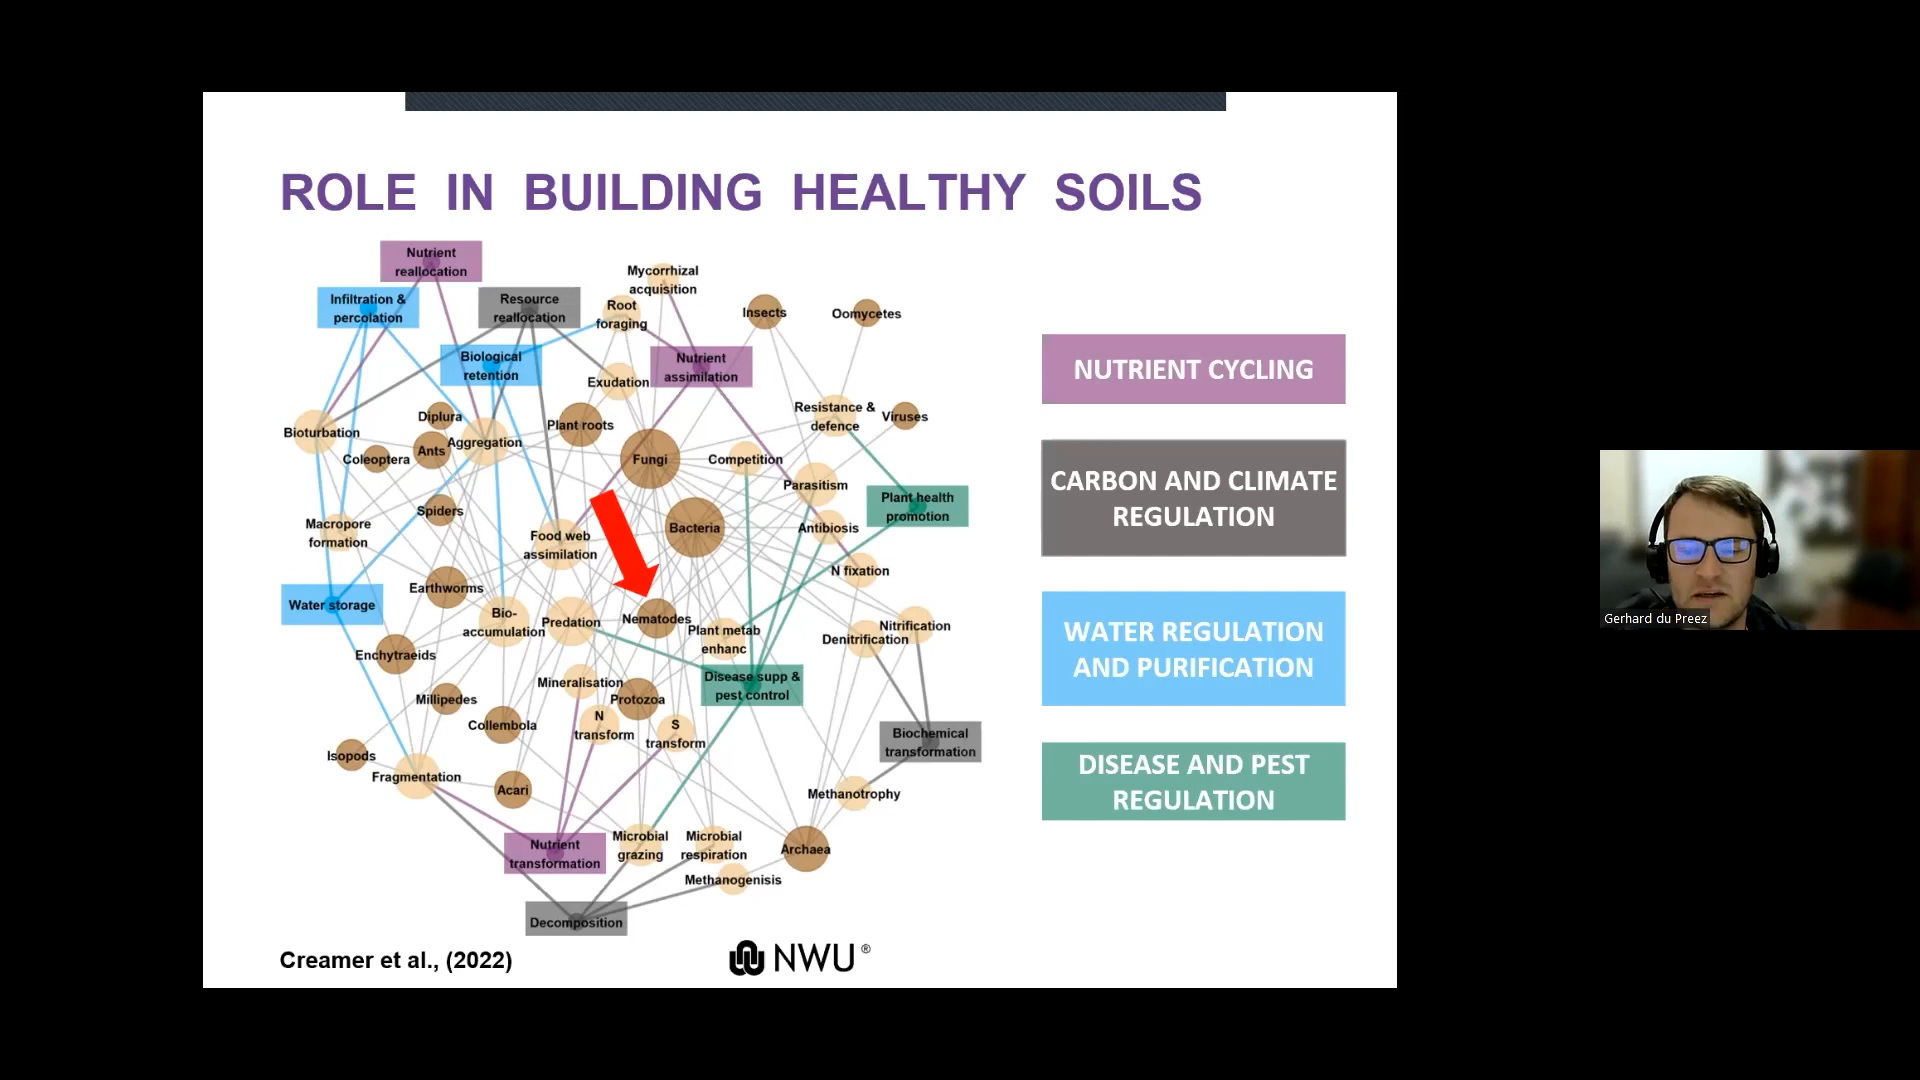 ROLE IN BUILDING HEALTHY SOILS
Nutrient
reallocation
Infiltration &
percolation
Resource
reallocation
Mycorrhizal
acquisition
Root
foraging
Insects
Oomycetes
Biological
retention
Nutrient
assimilation
Exudation
Diplura
Plant roots
Resistance &
defence
Viruses
Bioturbation
Coleoptera
Ants
Aggregation
Fungi
Competition
Parasitism
Spiders
Plant health
promotion
Macropore
formation
Food web
assimilation
Bacteria
Antibiosis
N fixation
Earthworms
Water storage
Bio-
accumulation
Predation
Nematodes
Plant metab
enhanc
Nitrification
Denitrification
Enchytraeids
Mineralisation
Disease supp &
pest control
Millipedes
Protozoa
Collembola
N
transform
S
transform
Biochemical
transformation
Isopods
Fragmentation
Acari
Methanotrophy
Nutrient
transformation
Microbial
grazing
Microbial
respiration
Archaea
Methanogenisis
Decomposition
NUTRIENT CYCLING
CARBON AND CLIMATE
REGULATION
WATER REGULATION
AND PURIFICATION
DISEASE AND PEST
REGULATION
Creamer et al., (2022)
NWU®
Gerhard du Preez